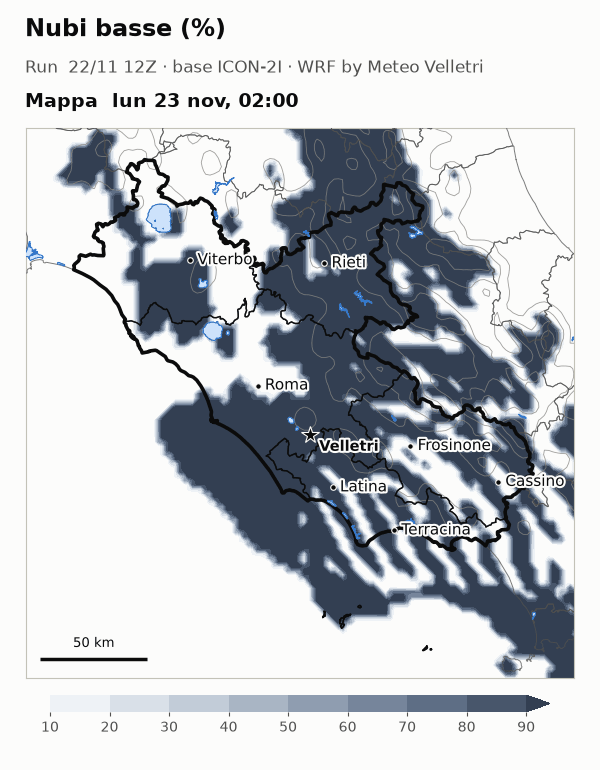 Nubi basse (%)
Run 22/11 12Z · base ICON-2I · WRF by Meteo Velletri
Mappa lun 23 nov, 02:00
Viterbo
Rieti
Roma
Velletri
Frosinone
Latina
Cassino
Terracina
50 km
10 20 30 40 50 60 70 80 90